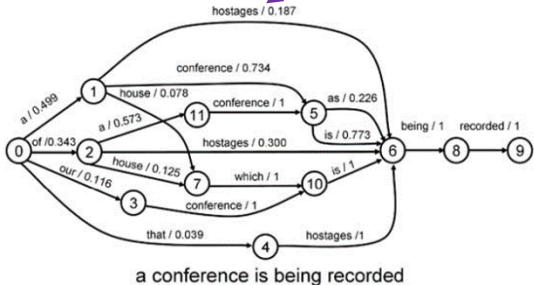 hostages / 0.187
conference / 0.734
a / 0.499
1
house / 0.078
as / 0.226
a / 0.573
11
conference / 1
5
is / 0.773
being / 1
recorded / 1
0
of /0.343
2
hostages / 0.300
6
8
9
our / 0.116
house / 0.125
7
which / 1
10
is / 1
3
conference / 1
that / 0.039
4
hostages /1
a conference is being recorded